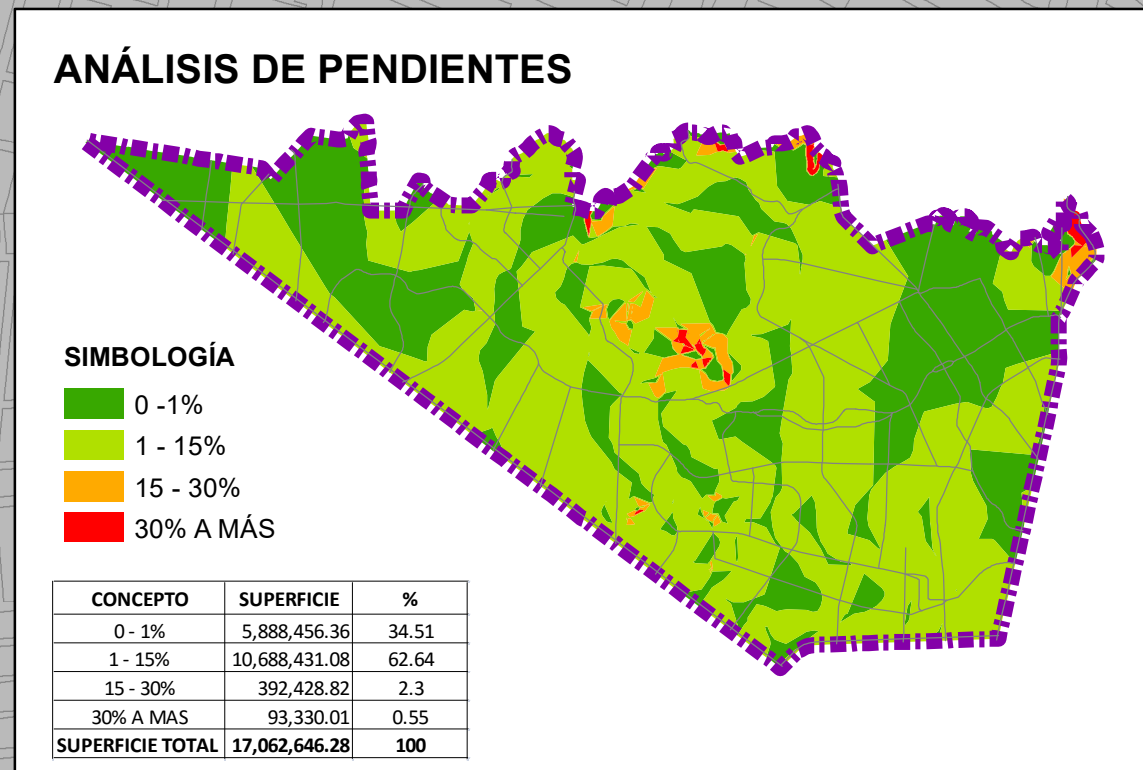 ANÁLISIS DE PENDIENTES
SIMBOLOGÍA
0 -1%
1 - 15%
15 - 30%
30% A MÁS
CONCEPTO SUPERFICIE %
0 - 1% 5,888,456.36 34.51
1 - 15% 10,688,431.08 62.64
15 - 30% 392,428.82 2.3
30% A MAS 93,330.01 0.55
SUPERFICIE TOTAL 17,062,646.28 100